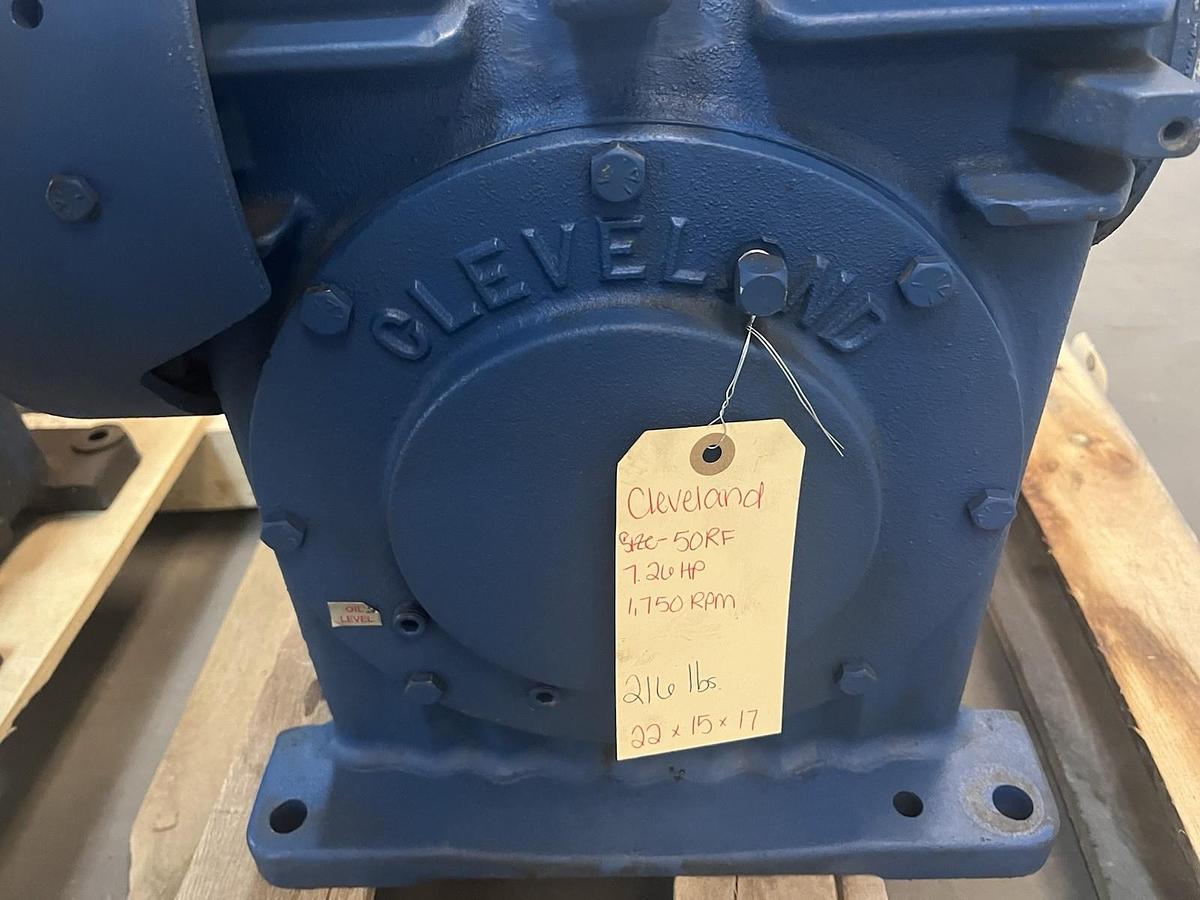 CLEVELAND
Cleveland
Size- 50RF
7.26 HP
1,750 RPM
216 lbs.
22 x 15 x 17
OIL
LEVEL